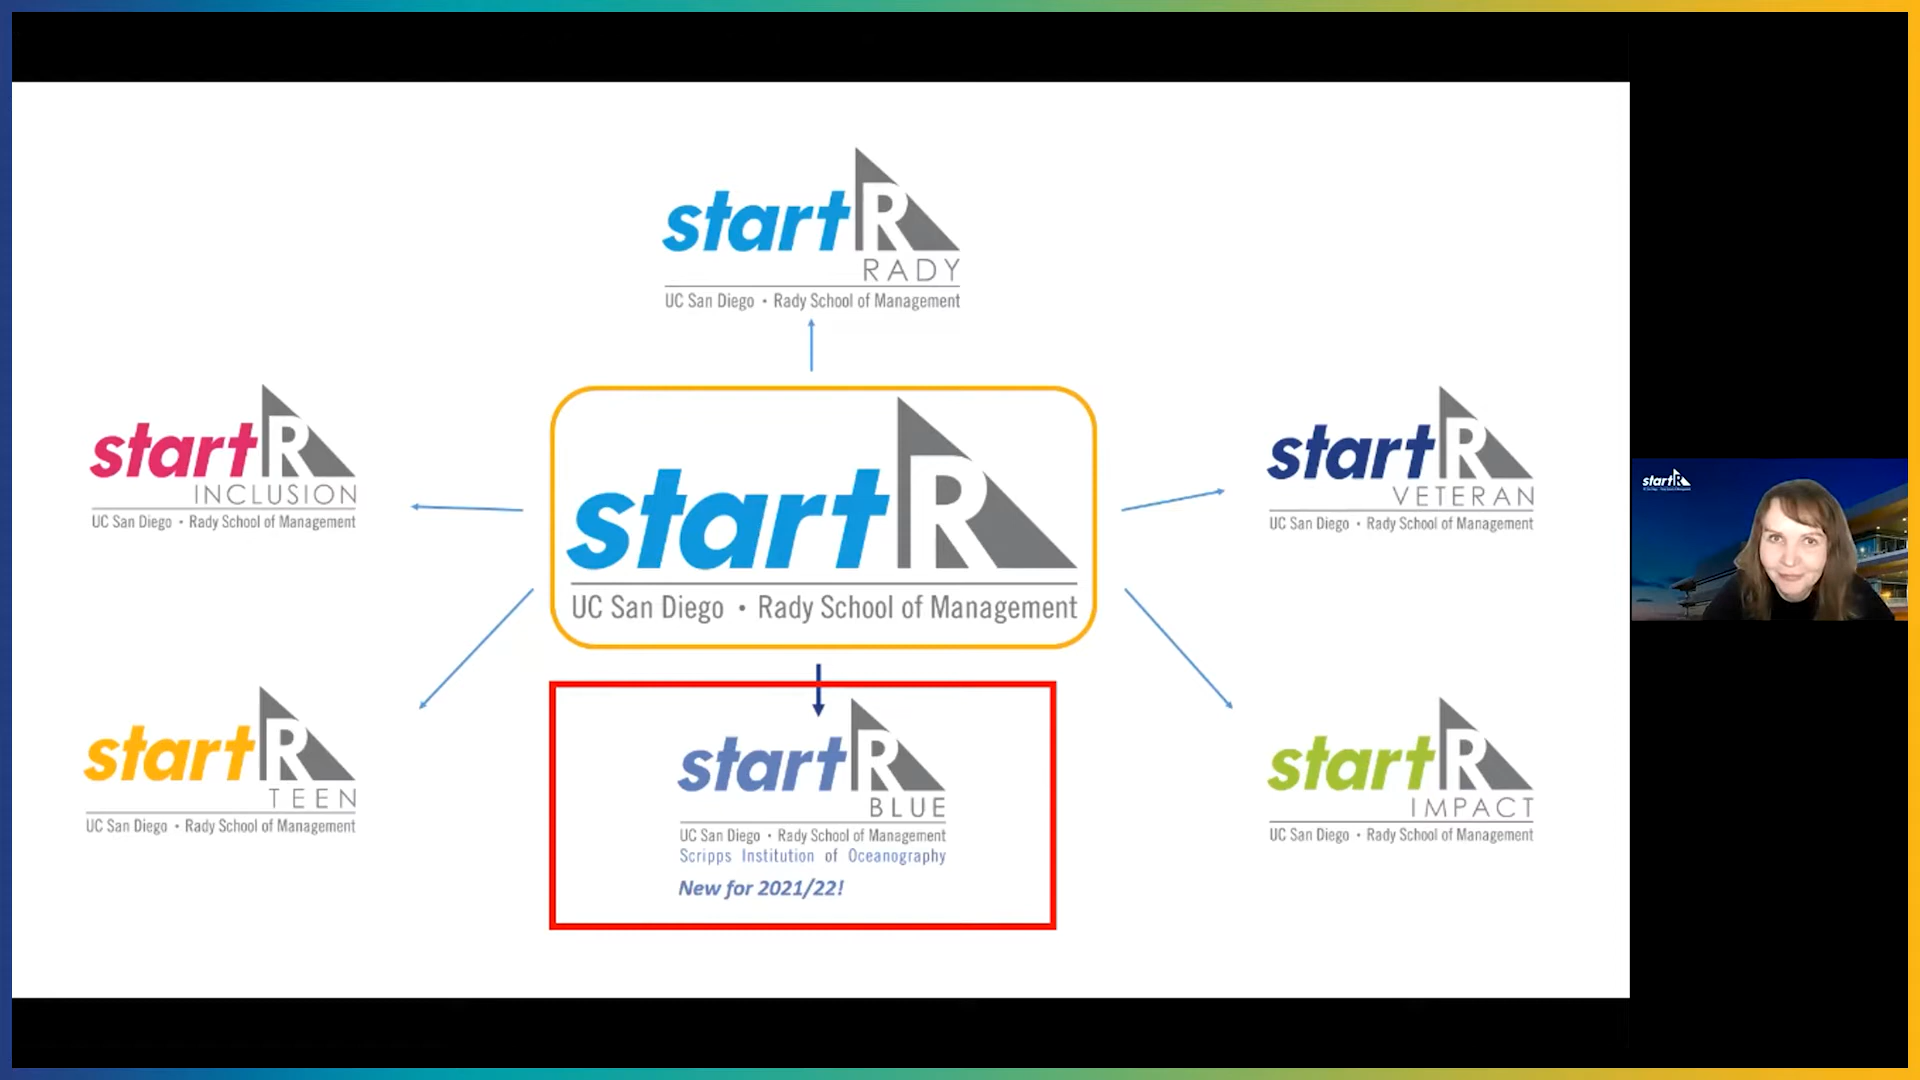 startR
RADY
UC San Diego • Rady School of Management
startR
INCLUSION
UC San Diego • Rady School of Management
startR
UC San Diego • Rady School of Management
startR
VETERAN
UC San Diego • Rady School of Management
startR
startR
TEEN
UC San Diego • Rady School of Management
startR
BLUE
UC San Diego • Rady School of Management
Scripps Institution of Oceanography
New for 2021/22!
startR
IMPACT
UC San Diego • Rady School of Management